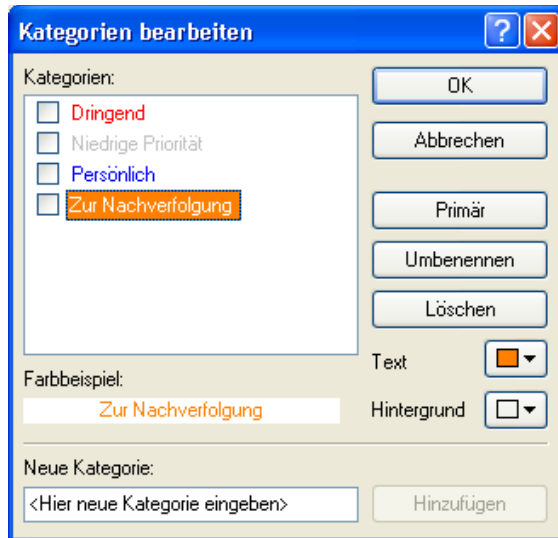 Kategorien bearbeiten
Kategorien:
Dringend
Niedrige Priorität
Persönlich
Zur Nachverfolgung
OK
Abbrechen
Primär
Umbenennen
Löschen
Text
Hintergrund
Farbbeispiel:
Zur Nachverfolgung
Neue Kategorie:
<Hier neue Kategorie eingeben>
Hinzufügen